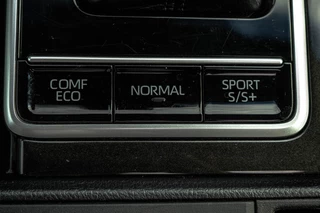 COMF
ECO
NORMAL
SPORT
S/S+